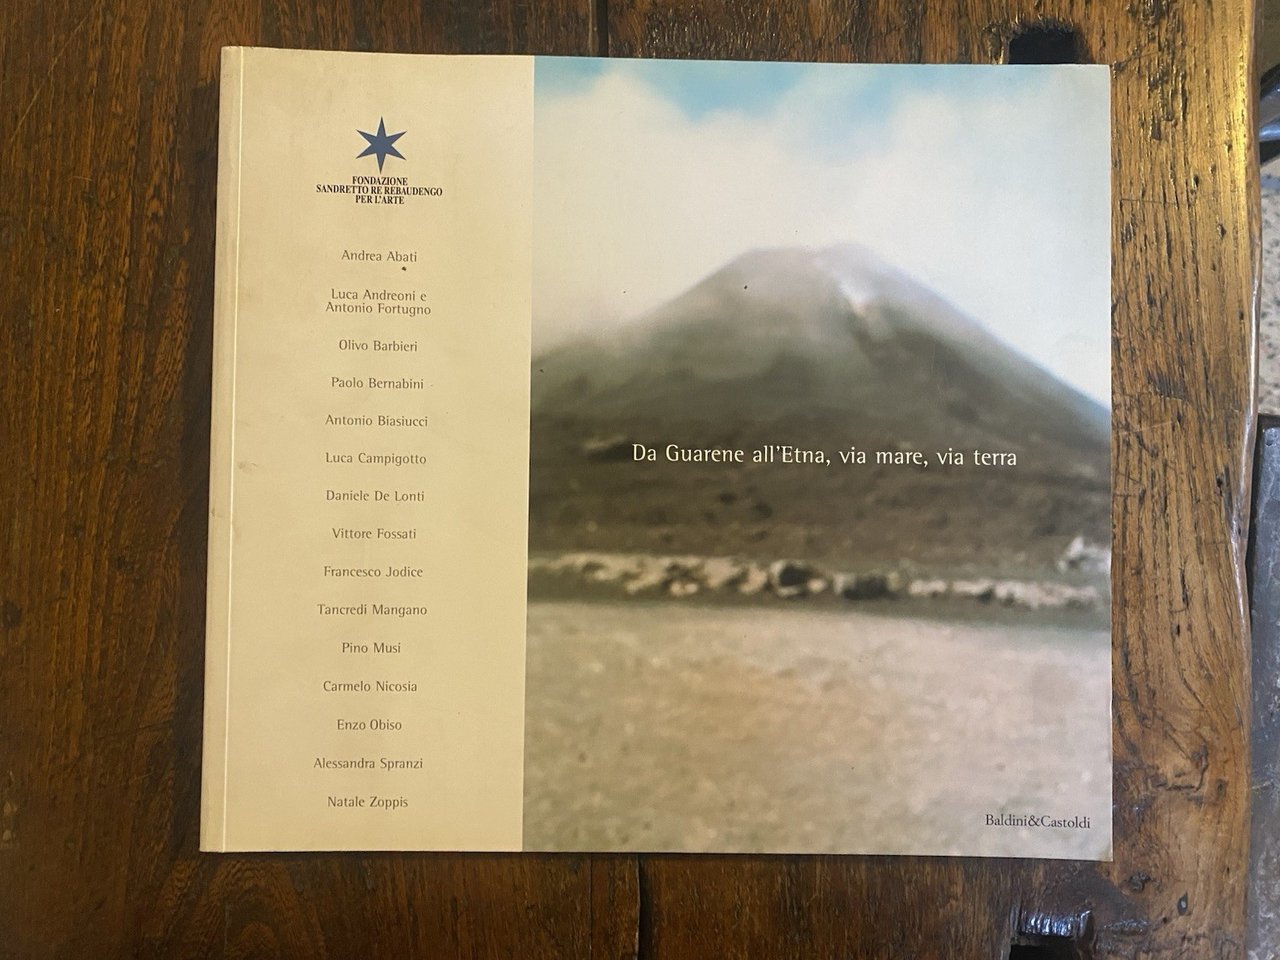 FONDAZIONE
SANDRETTO RE REBAUDENGO
PER L'ARTE
Andrea Abati
Luca Andreoni e
Antonio Fortugno
Olivo Barbieri
Paolo Bernabini
Antonio Biasiucci
Luca Campigotto
Daniele De Lonti
Vittore Fossati
Francesco Jodice
Tancredi Mangano
Pino Musi
Carmelo Nicosia
Enzo Obiso
Alessandra Spranzi
Natale Zoppis
Da Guarene all'Etna, via mare, via terra
Baldini&Castoldi